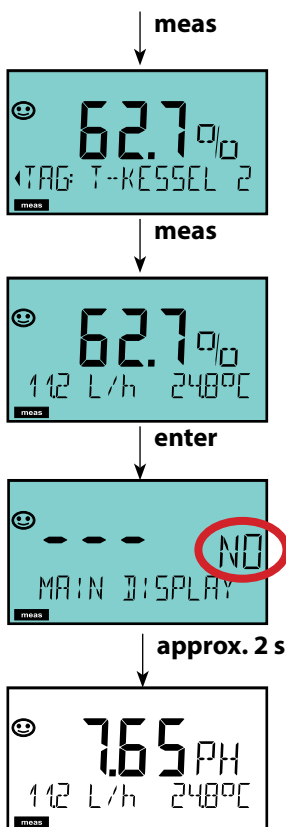 meas
62.7 %
TAG: T-KESSEL 2
meas
meas
62.7 %
11.2 L/h 24.8°C
meas
enter
--- NO
MAIN DISPLAY
meas
approx. 2 s
7.65 PH
11.2 L/h 24.8°C
meas